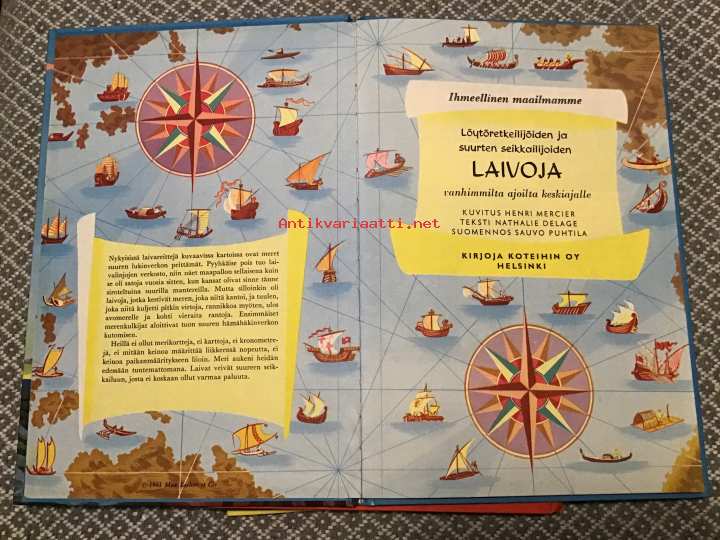 Nykyisissä laivareittejä kuvaavissa kartoissa ovat meret
suuren lukinverkon peittämät. Pyyhkäise pois tuo lai-
valinjojen verkosto, niin näet maapallon sellaisena kuin
se oli satoja vuosia sitten, kun kansat olivat sinne tänne
siroteltuina suurilla mantereilla. Mutta silloinkin oli
laivoja, jotka kestivät meren, joka niitä kantoi, ja tuulen,
joka niitä kuljetti pitkin virtoja, rannikkoa myöten, ulos
avomerelle ja kohti vieraita rantoja. Ensimmäiset
merenkulkijat aloittivat tuon suuren hämähäkinverkon
kutomisen.
Heillä ei ollut merikortteja, ei karttoja, ei kronometre-
jä, ei mitään keinoa määrittää liikkeensä nopeutta, ei
keinoa paikanmääritykseen. Meri aukeni heidän
edessään tuntemattomana. Laivat veivät suureen seik-
kailuun, josta ei koskaan ollut varmaa paluuta.
Antikvariaatti.net
Ihmeellinen maailmamme
Löytöretkeilijöiden ja
suurten seikkailijoiden
LAIVOJA
vanhimmilta ajoilta keskiajalle
KUVITUS HENRI MERCIER
TEKSTI NATHALIE DELAGE
SUOMENNOS SAUVO PUHTILA
KIRJOJA KOTEIHIN OY
HELSINKI